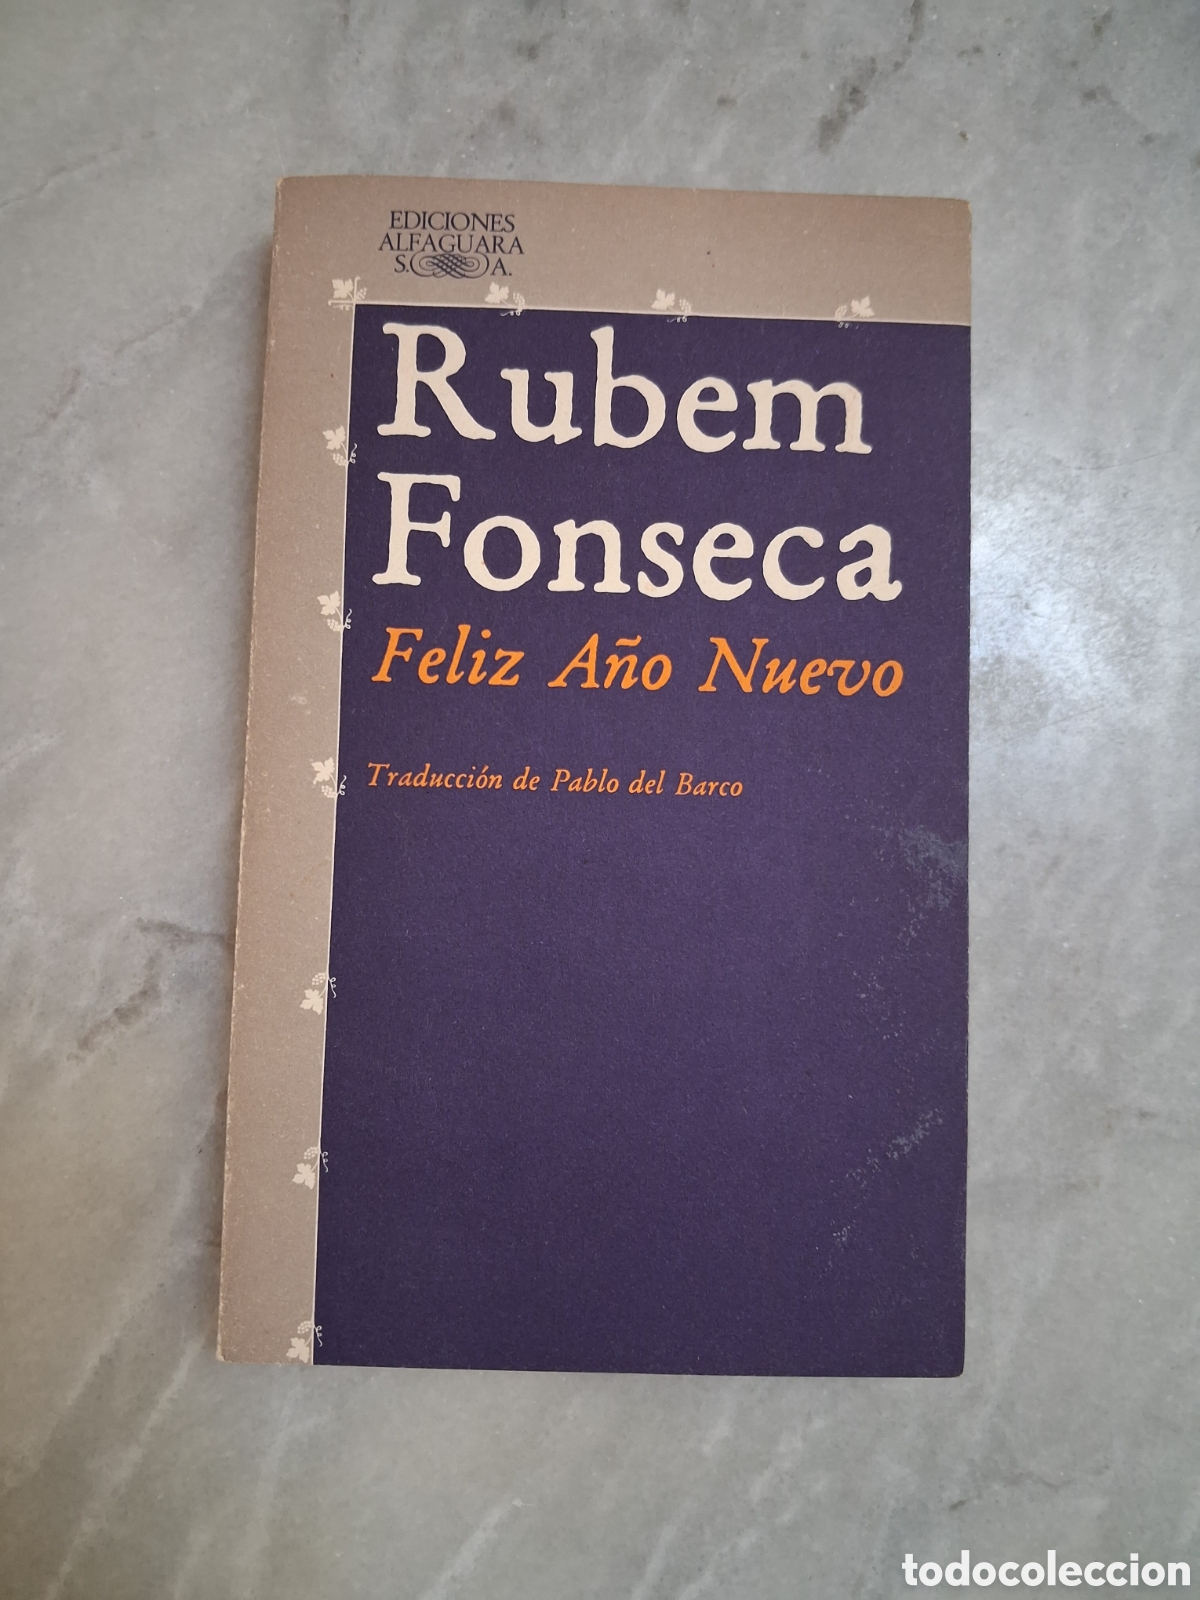 EDICIONES
ALFAGUARA
S. A.
Rubem
Fonseca
Feliz Año Nuevo
Traducción de Pablo del Barco
todocoleccion